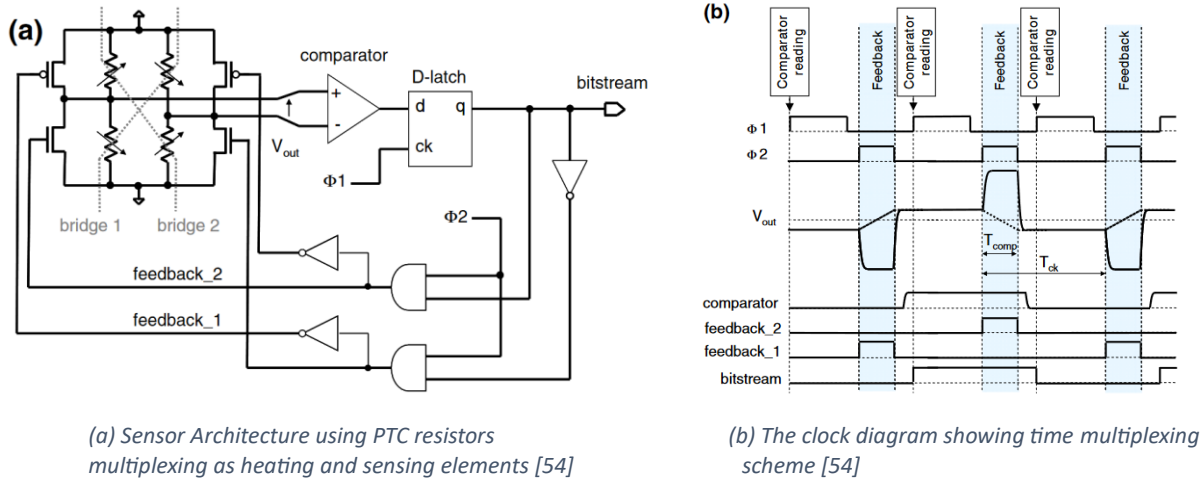 (a)
comparator
D-latch
bitstream
+
-
d
q
ck
Vout
Φ1
Φ2
bridge 1
bridge 2
feedback_2
feedback_1
(b)
Comparator reading
Feedback
Comparator reading
Feedback
Comparator reading
Feedback
Φ1
Φ2
Vout
Tcomp
Tck
comparator
feedback_2
feedback_1
bitstream
(a) Sensor Architecture using PTC resistors
multiplexing as heating and sensing elements [54]
(b) The clock diagram showing time multiplexing
scheme [54]